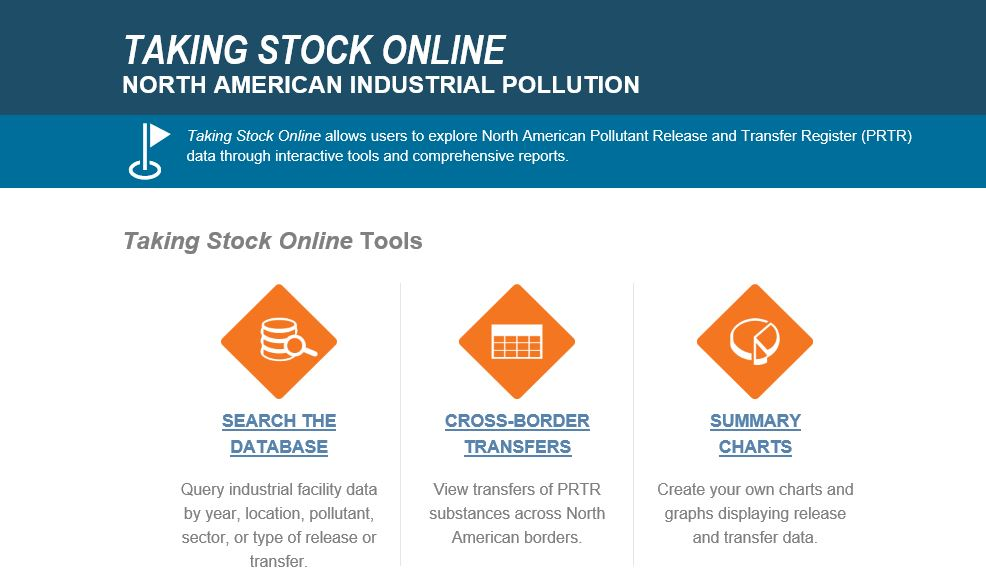 TAKING STOCK ONLINE
NORTH AMERICAN INDUSTRIAL POLLUTION
Taking Stock Online allows users to explore North American Pollutant Release and Transfer Register (PRTR)
data through interactive tools and comprehensive reports.
Taking Stock Online Tools
SEARCH THE
DATABASE
Query industrial facility data
by year, location, pollutant,
sector, or type of release or
transfer.
CROSS-BORDER
TRANSFERS
View transfers of PRTR
substances across North
American borders.
SUMMARY
CHARTS
Create your own charts and
graphs displaying release
and transfer data.